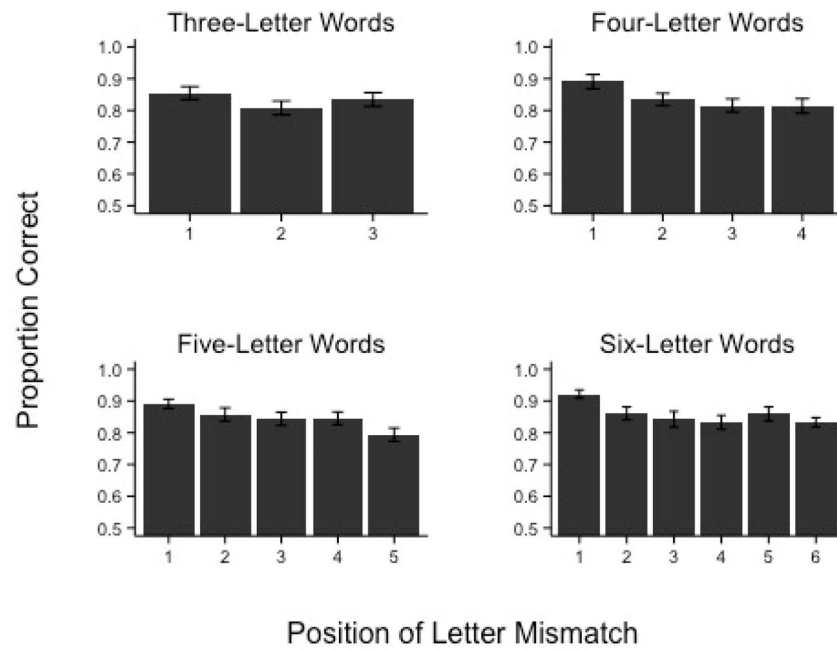 Three-Letter Words
1.0
0.9
0.8
0.7
0.6
0.5
1 2 3
Four-Letter Words
1.0
0.9
0.8
0.7
0.6
0.5
1 2 3 4
Proportion Correct
Five-Letter Words
1.0
0.9
0.8
0.7
0.6
0.5
1 2 3 4 5
Six-Letter Words
1.0
0.9
0.8
0.7
0.6
0.5
1 2 3 4 5 6
Position of Letter Mismatch